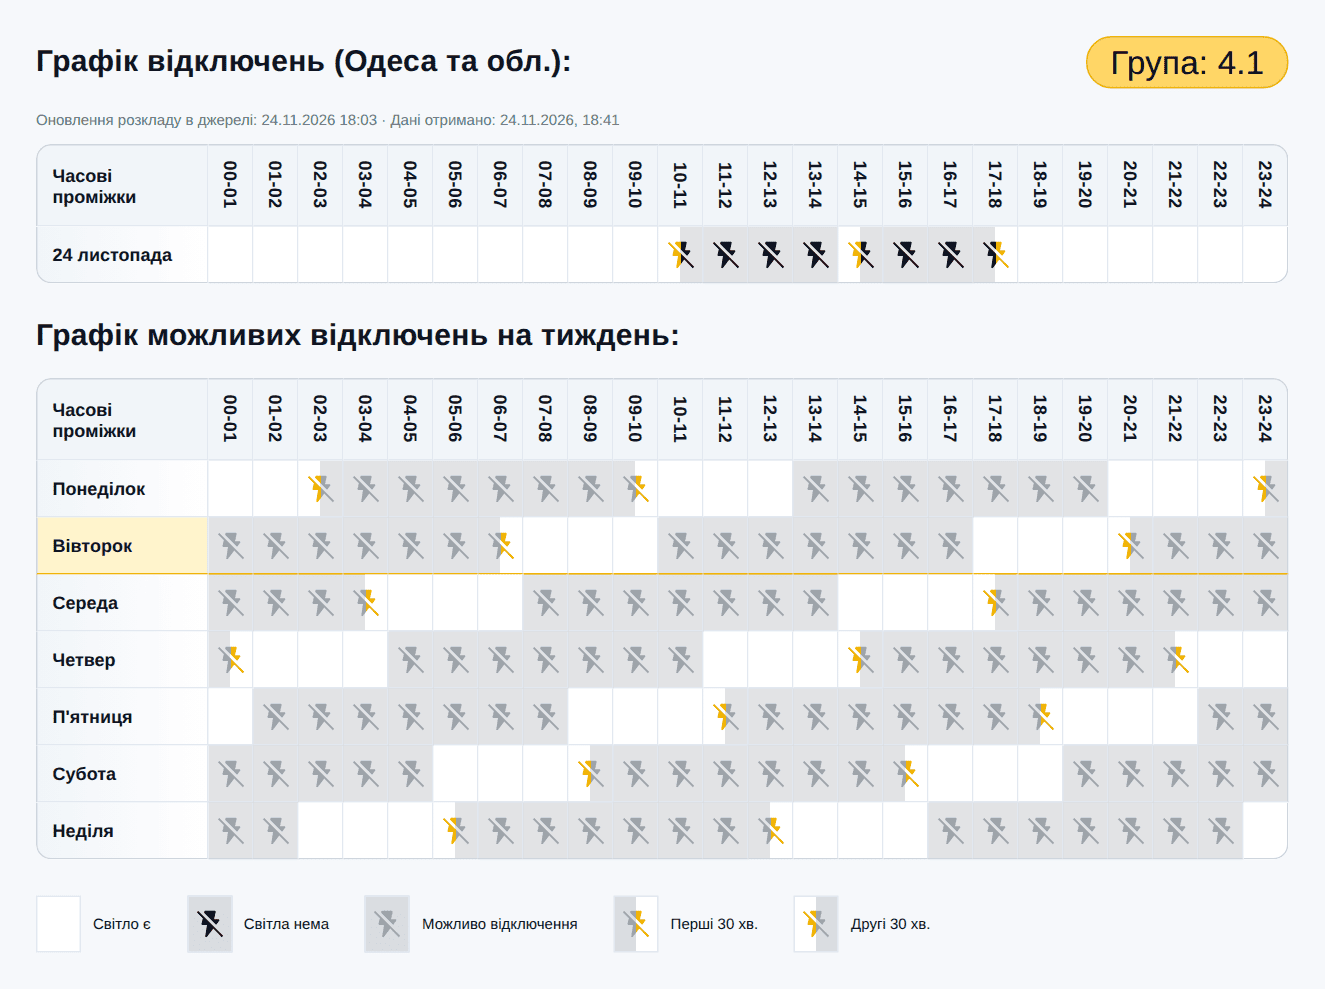 Графік відключень (Одеса та обл.):
Група: 4.1
Оновлення розкладу в джерелі: 24.11.2026 18:03 · Дані отримано: 24.11.2026, 18:41
Часові проміжки 00-01 01-02 02-03 03-04 04-05 05-06 06-07 07-08 08-09 09-10 10-11 11-12 12-13 13-14 14-15 15-16 16-17 17-18 18-19 19-20 20-21 21-22 22-23 23-24
24 листопада
Графік можливих відключень на тиждень:
Часові проміжки 00-01 01-02 02-03 03-04 04-05 05-06 06-07 07-08 08-09 09-10 10-11 11-12 12-13 13-14 14-15 15-16 16-17 17-18 18-19 19-20 20-21 21-22 22-23 23-24
Понеділок
Вівторок
Середа
Четвер
П'ятниця
Субота
Неділя
Світло є Світла нема Можливо відключення Перші 30 хв. Другі 30 хв.